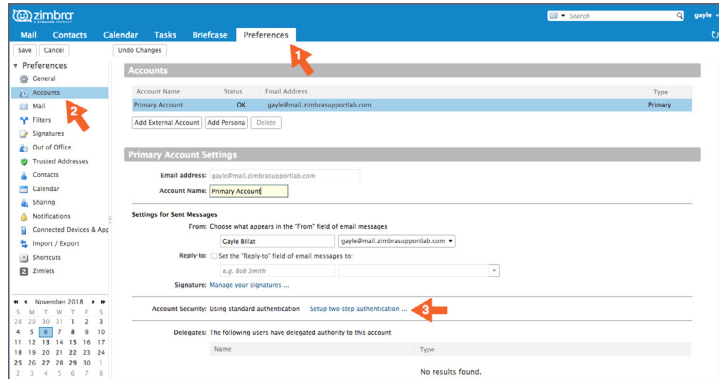 zimbra
A SYNACOR PRODUCT
Search
gayle
Mail Contacts Calendar Tasks Briefcase Preferences
1
Save Cancel Undo Changes
Preferences
General
Accounts
2
Mail
Filters
Signatures
Out of Office
Trusted Addresses
Contacts
Calendar
Sharing
Notifications
Connected Devices & App
Import / Export
Shortcuts
Zimlets
November 2018
S M T W T F S
28 29 30 31 1 2 3
4 5 6 7 8 9 10
11 12 13 14 15 16 17
18 19 20 21 22 23 24
25 26 27 28 29 30 1
2 3 4 5 6 7 8
Accounts
Account Name Status Email Address Type
Primary Account OK gayle@mail.zimbrasupportlab.com Primary
Add External Account Add Persona Delete
Primary Account Settings
Email address: gayle@mail.zimbrasupportlab.com
Account Name: Primary Account
Settings for Sent Messages
From: Choose what appears in the "From" field of email messages
Gayle Billat gayle@mail.zimbrasupportlab.com
Reply-to: Set the "Reply-to" field of email messages to:
e.g. Bob Smith
Signature: Manage your signatures ...
Account Security: Using standard authentication Setup two step authentication ...
3
Delegates: The following users have delegated authority to this account
Name Type
No results found.